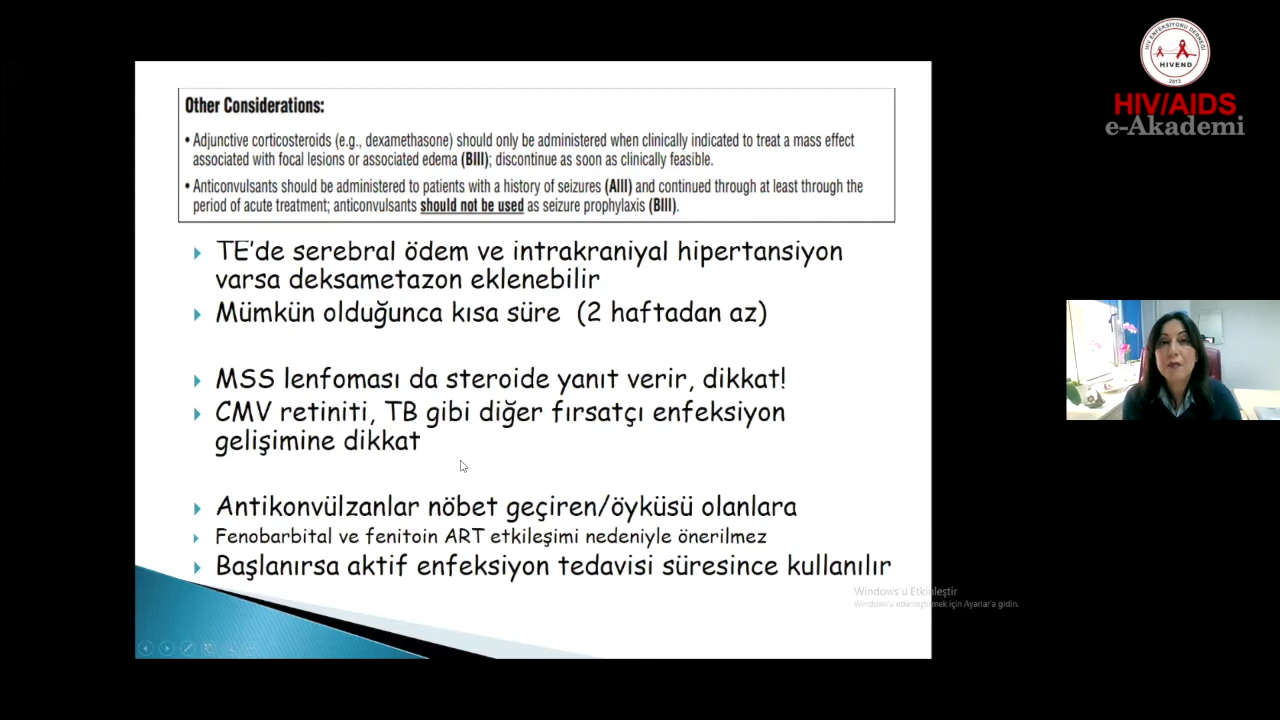 HIV ENFEKSİYONU DERNEĞİ
HIVEND
2013
HIV/AIDS
e-Akademi
Other Considerations:
• Adjunctive corticosteroids (e.g., dexamethasone) should only be administered when clinically indicated to treat a mass effect
associated with focal lesions or associated edema (BIII); discontinue as soon as clinically feasible.
• Anticonvulsants should be administered to patients with a history of seizures (AIII) and continued through at least through the
period of acute treatment; anticonvulsants should not be used as seizure prophylaxis (BIII).
TE’de serebral ödem ve intrakraniyal hipertansiyon
varsa deksametazon eklenebilir
Mümkün olduğunca kısa süre (2 haftadan az)
MSS lenfoması da steroide yanıt verir, dikkat!
CMV retiniti, TB gibi diğer fırsatçı enfeksiyon
gelişimine dikkat
Antikonvülzanlar nöbet geçiren/öyküsü olanlara
Fenobarbital ve fenitoin ART etkileşimi nedeniyle önerilmez
Başlanırsa aktif enfeksiyon tedavisi süresince kullanılır
Windows'u Etkinleştir
Windows'u etkinleştirmek için Ayarlar'a gidin.